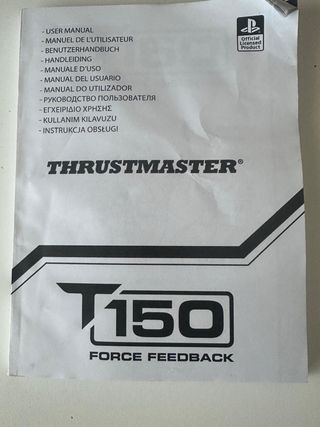 - USER MANUAL
- MANUEL DE L'UTILISATEUR
- BENUTZERHANDBUCH
- HANDLEIDING
- MANUALE D'USO
- MANUAL DEL USUARIO
- MANUAL DO UTILIZADOR
- РУКОВОДСТВО ПОЛЬЗОВАТЕЛЯ
- ΕΓΧΕΙΡΙΔΙΟ ΧΡΗΣΗΣ
- KULLANIM KILAVUZU
- INSTRUKCJA OBSŁUGI
Official
Licensed
Product
THRUSTMASTER®
T150
FORCE FEEDBACK